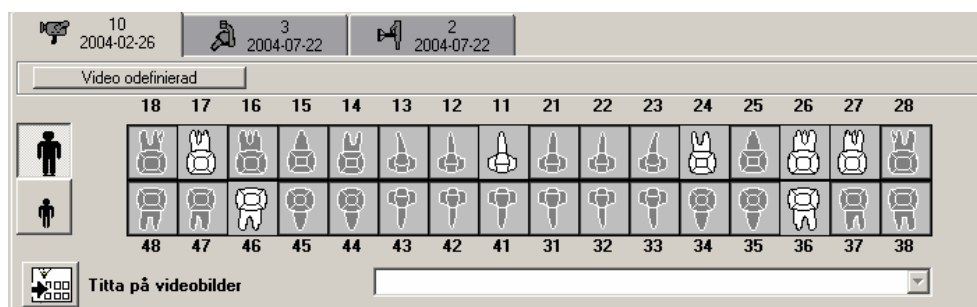 10 3 2
2004-02-26 2004-07-22 2004-07-22
Video odefinierad
18 17 16 15 14 13 12 11 21 22 23 24 25 26 27 28
48 47 46 45 44 43 42 41 31 32 33 34 35 36 37 38
Titta på videobilder